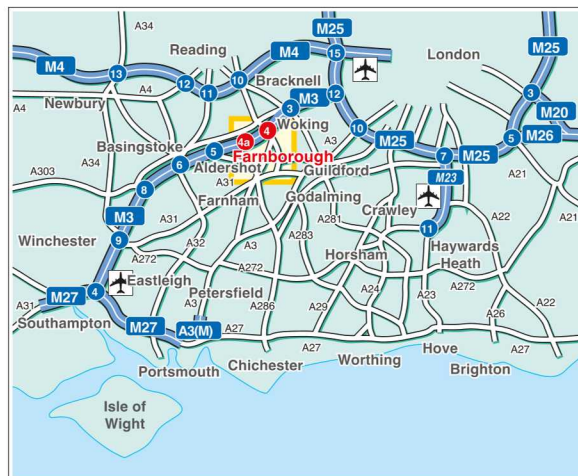 A34
M25
Reading
M4
M25
London
15
M4
13
12
10
11
Bracknell
A4
A4
Newbury
3
M3
12
3
M20
4
Woking
4a
Basingstoke
5
10
M25
5
M26
Farnborough
A3
7
M25
6
Aldershot
A303
A34
A31
Guildford
M23
A21
8
Farnham
Godalming
M3
A31
A281
Crawley
A22
A21
Winchester
9
A32
A3
A283
11
Haywards
Heath
A272
Horsham
A272
Eastleigh
4
M27
A31
Petersfield
A3
A286
A29
A24
A23
A26
A272
A22
Southampton
M27
A3(M)
A27
A27
A27
A26
Portsmouth
Chichester
Worthing
Hove
Brighton
Isle of
Wight